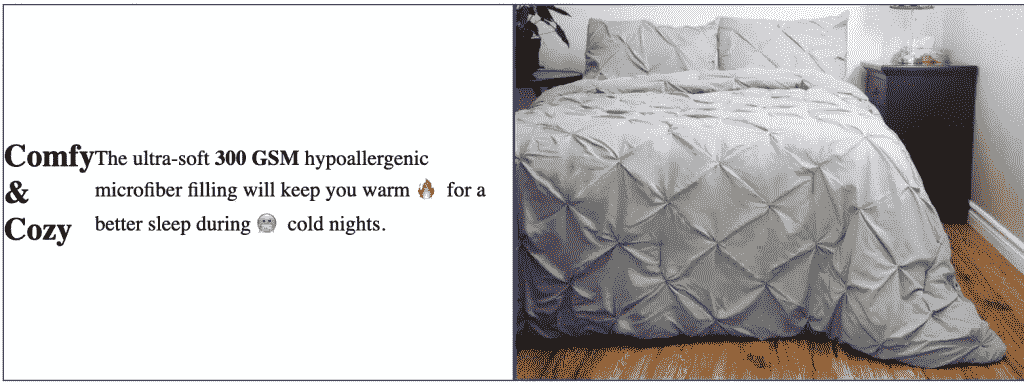 Comfy
&
Cozy
The ultra-soft 300 GSM hypoallergenic
microfiber filling will keep you warm 🔥 for a
better sleep during 🥶 cold nights.